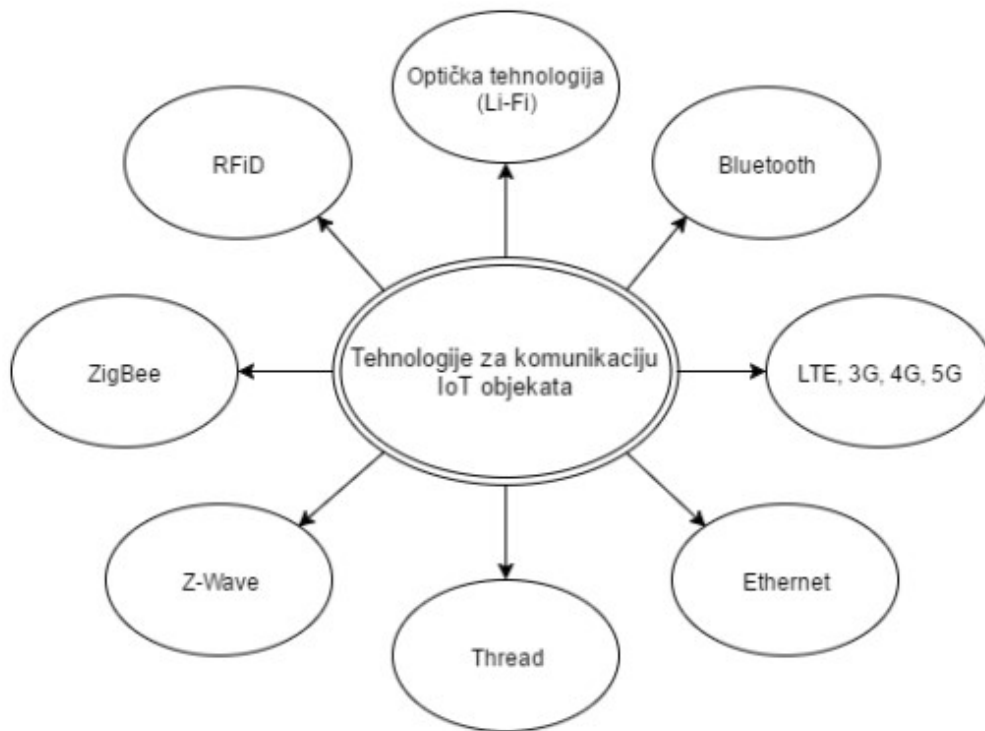 Optička tehnologija
(Li-Fi)
RFiD
Bluetooth
Tehnologije za komunikaciju
IoT objekata
ZigBee
LTE, 3G, 4G, 5G
Z-Wave
Ethernet
Thread